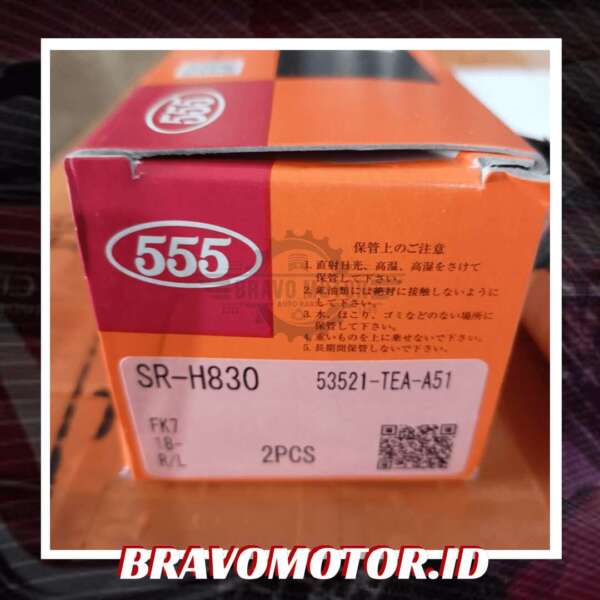 555
555
保管上のご注意
1. 直射日光、高温、高湿をさけて
保管して下さい。
2. 鉱油類には絶対に接触しないように
して下さい。
3. 水、ほこり、ゴミなどのない場所に
保管して下さい。
4. 重いものを上に乗せないで下さい。
5. 長期間保管しないで下さい。
BRAVO MOTOR
AUTO PARTS
SR-H830 53521-TEA-A51
FK7
18-
R/L
2PCS
BRAVOMOTOR.ID